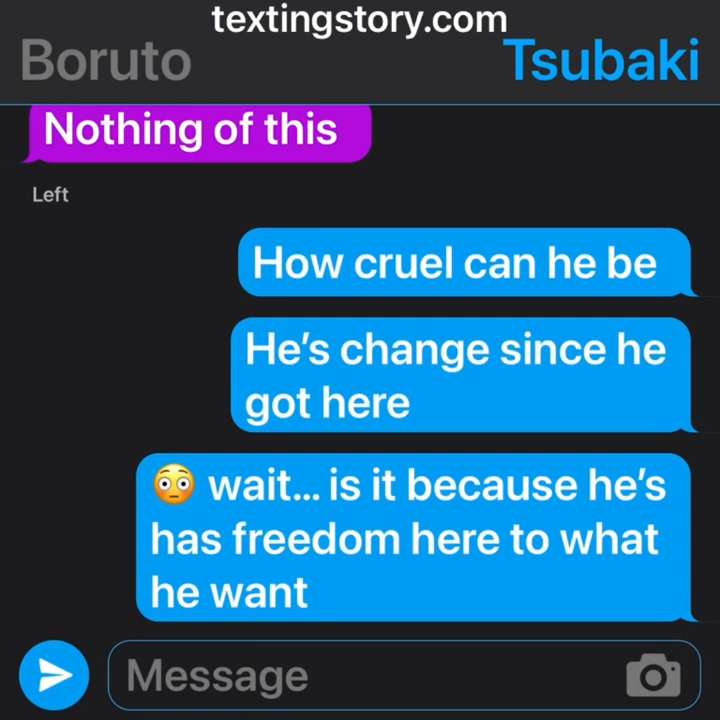 textingstory.com
Boruto
Tsubaki
Nothing of this
Left
How cruel can he be
He’s change since he
got here
😳 wait... is it because he’s
has freedom here to what
he want
Message